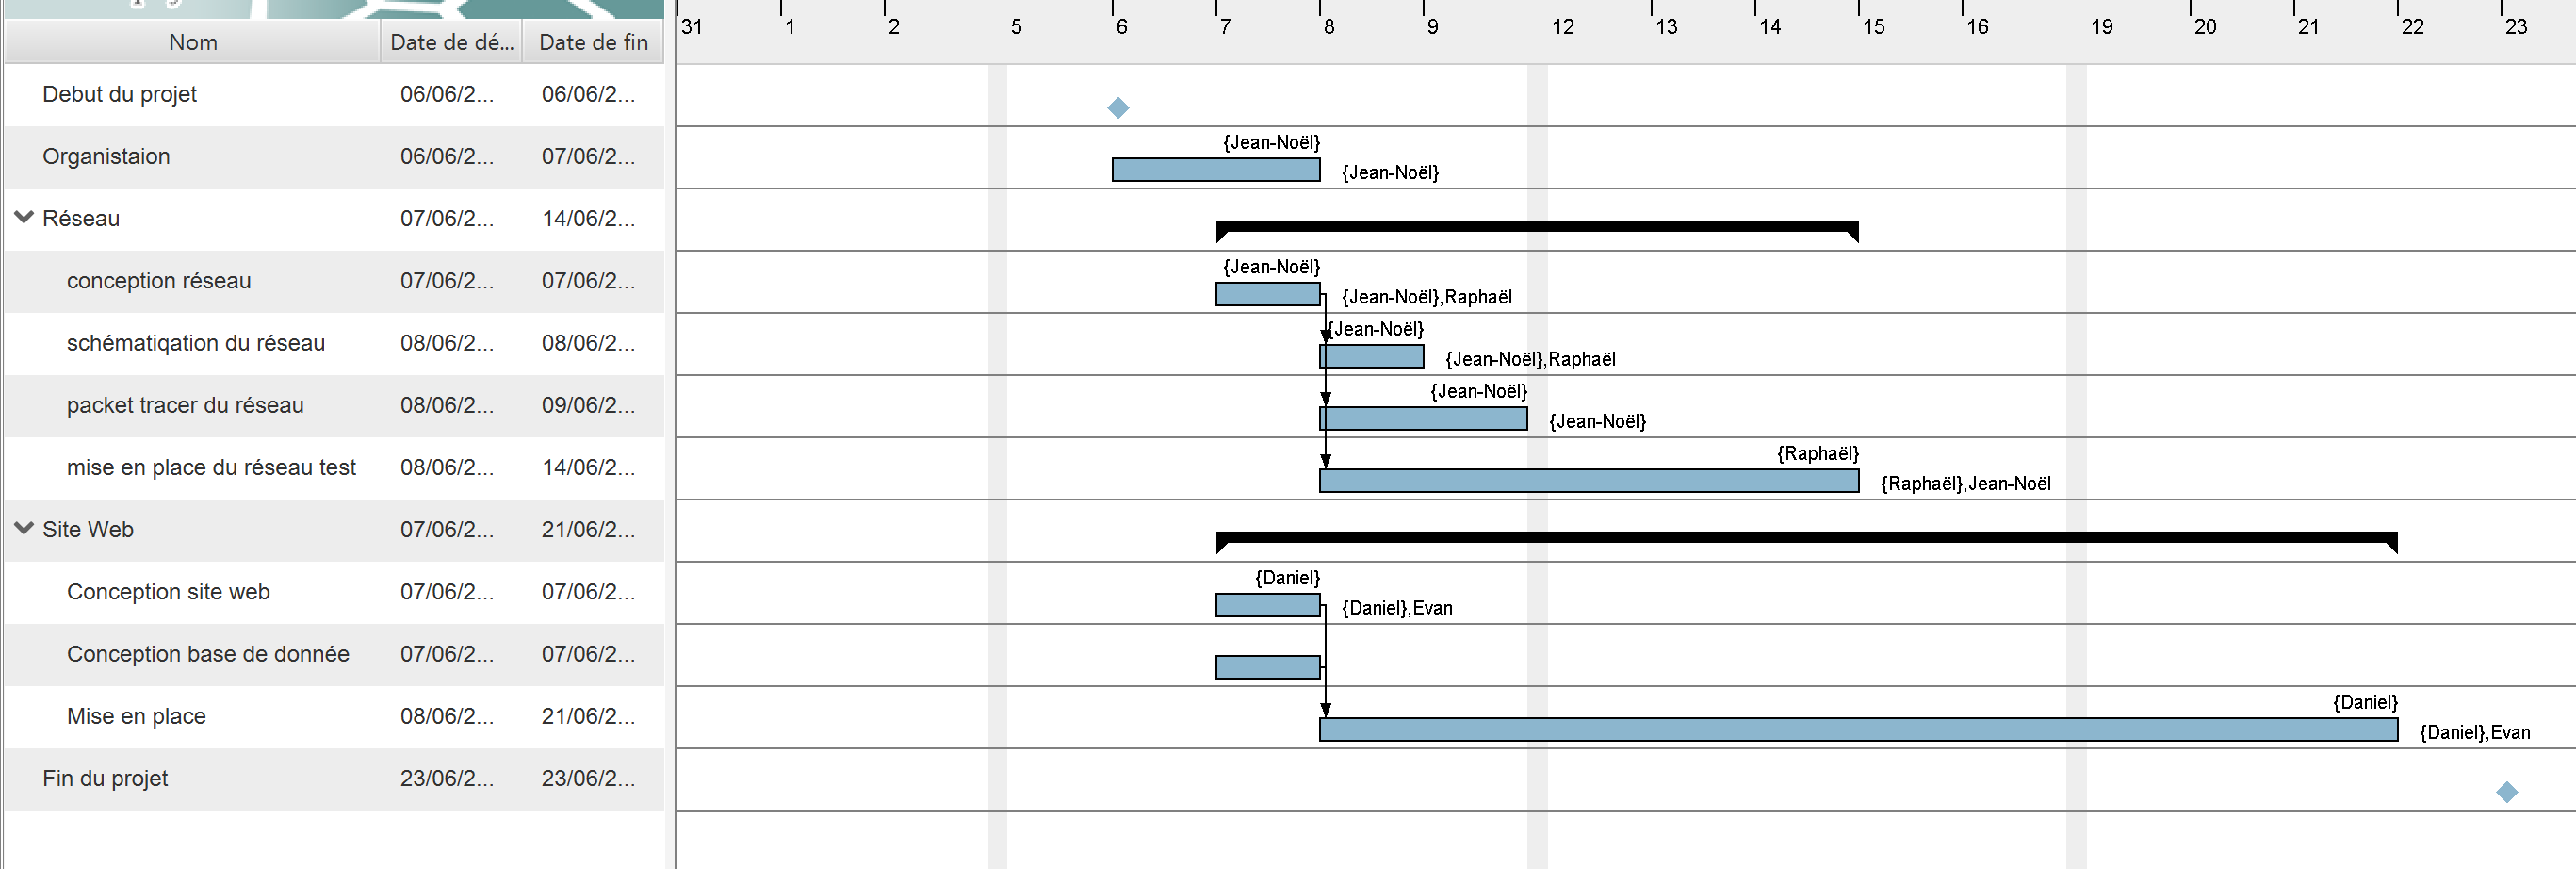 31 1 2 5 6 7 8 9 12 13 14 15 16 19 20 21 22 23
Nom Date de dé... Date de fin
Debut du projet 06/06/2... 06/06/2...
{Jean-Noël}
Organistaion 06/06/2... 07/06/2... {Jean-Noël}
Réseau 07/06/2... 14/06/2...
{Jean-Noël}
conception réseau 07/06/2... 07/06/2... {Jean-Noël},Raphaël
{Jean-Noël}
schématiqation du réseau 08/06/2... 08/06/2... {Jean-Noël},Raphaël
{Jean-Noël}
packet tracer du réseau 08/06/2... 09/06/2... {Jean-Noël}
{Raphaël}
mise en place du réseau test 08/06/2... 14/06/2... {Raphaël},Jean-Noël
Site Web 07/06/2... 21/06/2...
{Daniel}
Conception site web 07/06/2... 07/06/2... {Daniel},Evan
Conception base de donnée 07/06/2... 07/06/2...
{Daniel}
Mise en place 08/06/2... 21/06/2... {Daniel},Evan
Fin du projet 23/06/2... 23/06/2...